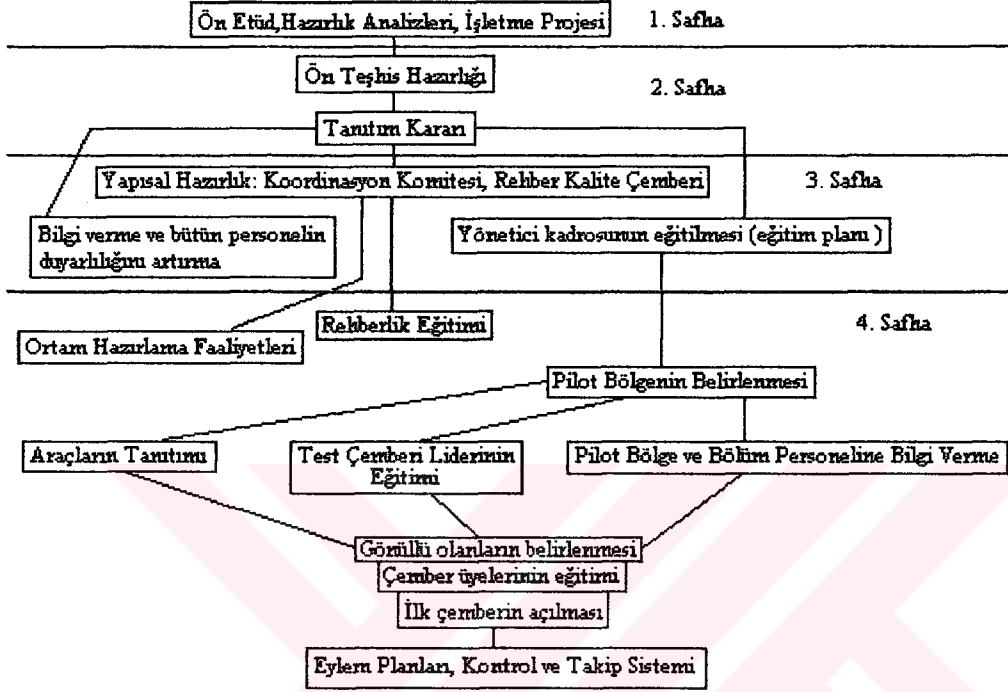 Ön Etüd,Hazırlık Analizleri, İşletme Projesi
1. Safha
Ön Teşhis Hazırlığı
2. Safha
Tanıtım Kararı
Yapısal Hazırlık: Koordinasyon Komitesi, Rehber Kalite Çemberi
3. Safha
Bilgi verme ve bütün personelin
duyarlılığını artırma
Yönetici kadrosunun eğitilmesi (eğitim planı )
Rehberlik Eğitimi
4. Safha
Ortam Hazırlama Faaliyetleri
Pilot Bölgenin Belirlenmesi
Araçların Tanıtımı
Test Çemberi Liderinin
Eğitimi
Pilot Bölge ve Bölüm Personeline Bilgi Verme
Gönüllü olanların belirlenmesi
Çember üyelerinin eğitimi
İlk çemberin açılması
Eylem Planları, Kontrol ve Takip Sistemi